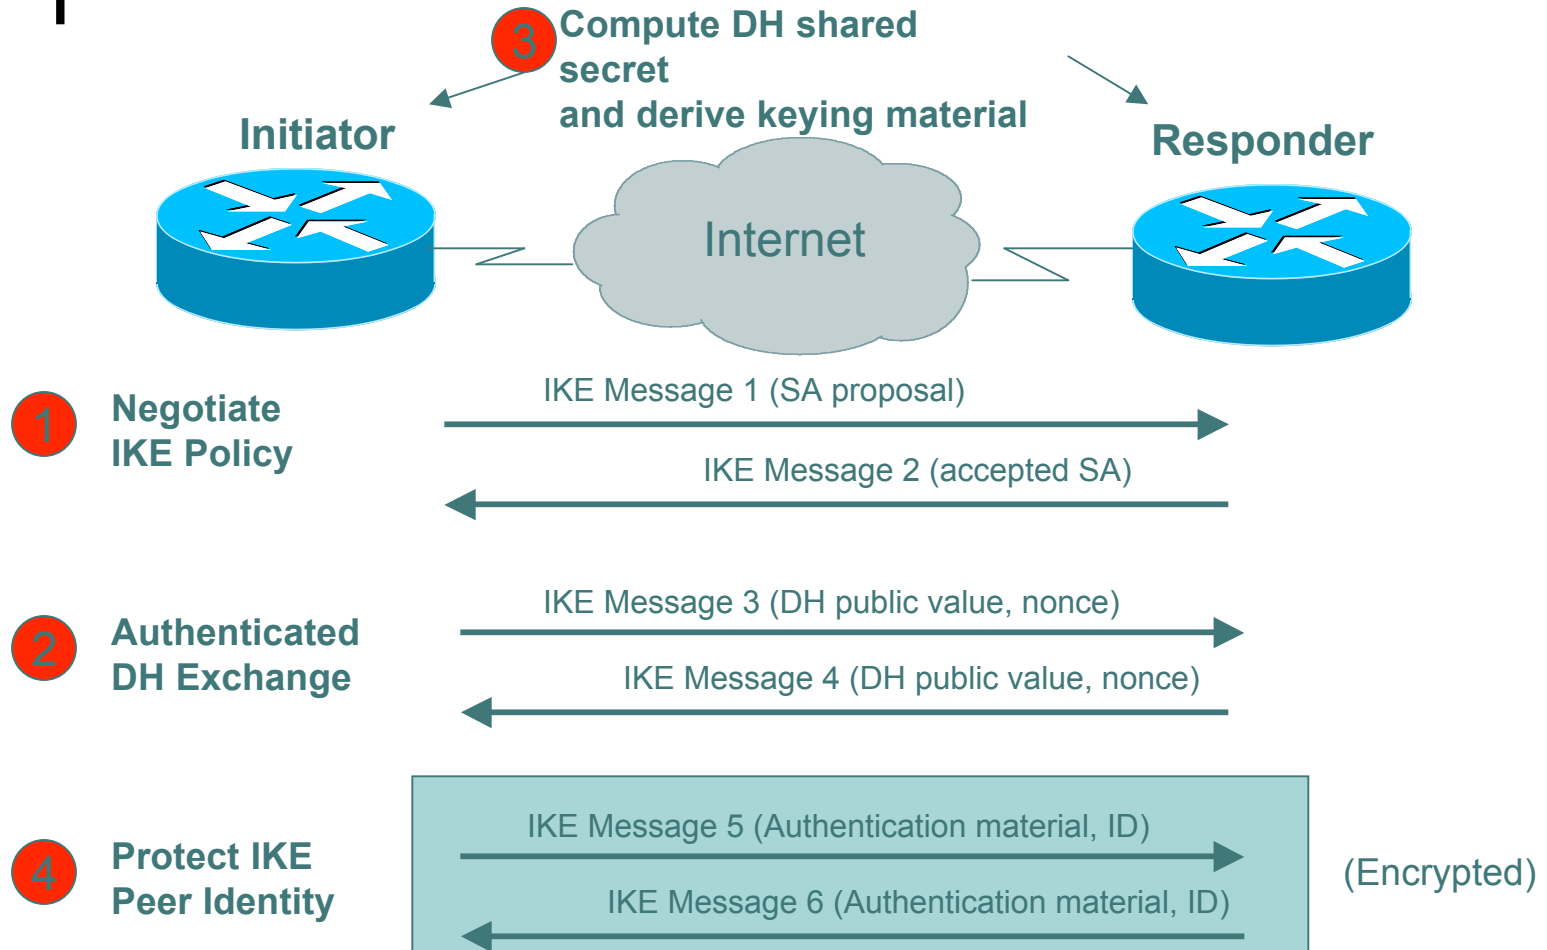 3
Compute DH shared
secret
and derive keying material
Initiator
Responder
Internet
1
Negotiate
IKE Policy
IKE Message 1 (SA proposal)
IKE Message 2 (accepted SA)
2
Authenticated
DH Exchange
IKE Message 3 (DH public value, nonce)
IKE Message 4 (DH public value, nonce)
4
Protect IKE
Peer Identity
IKE Message 5 (Authentication material, ID)
IKE Message 6 (Authentication material, ID)
(Encrypted)